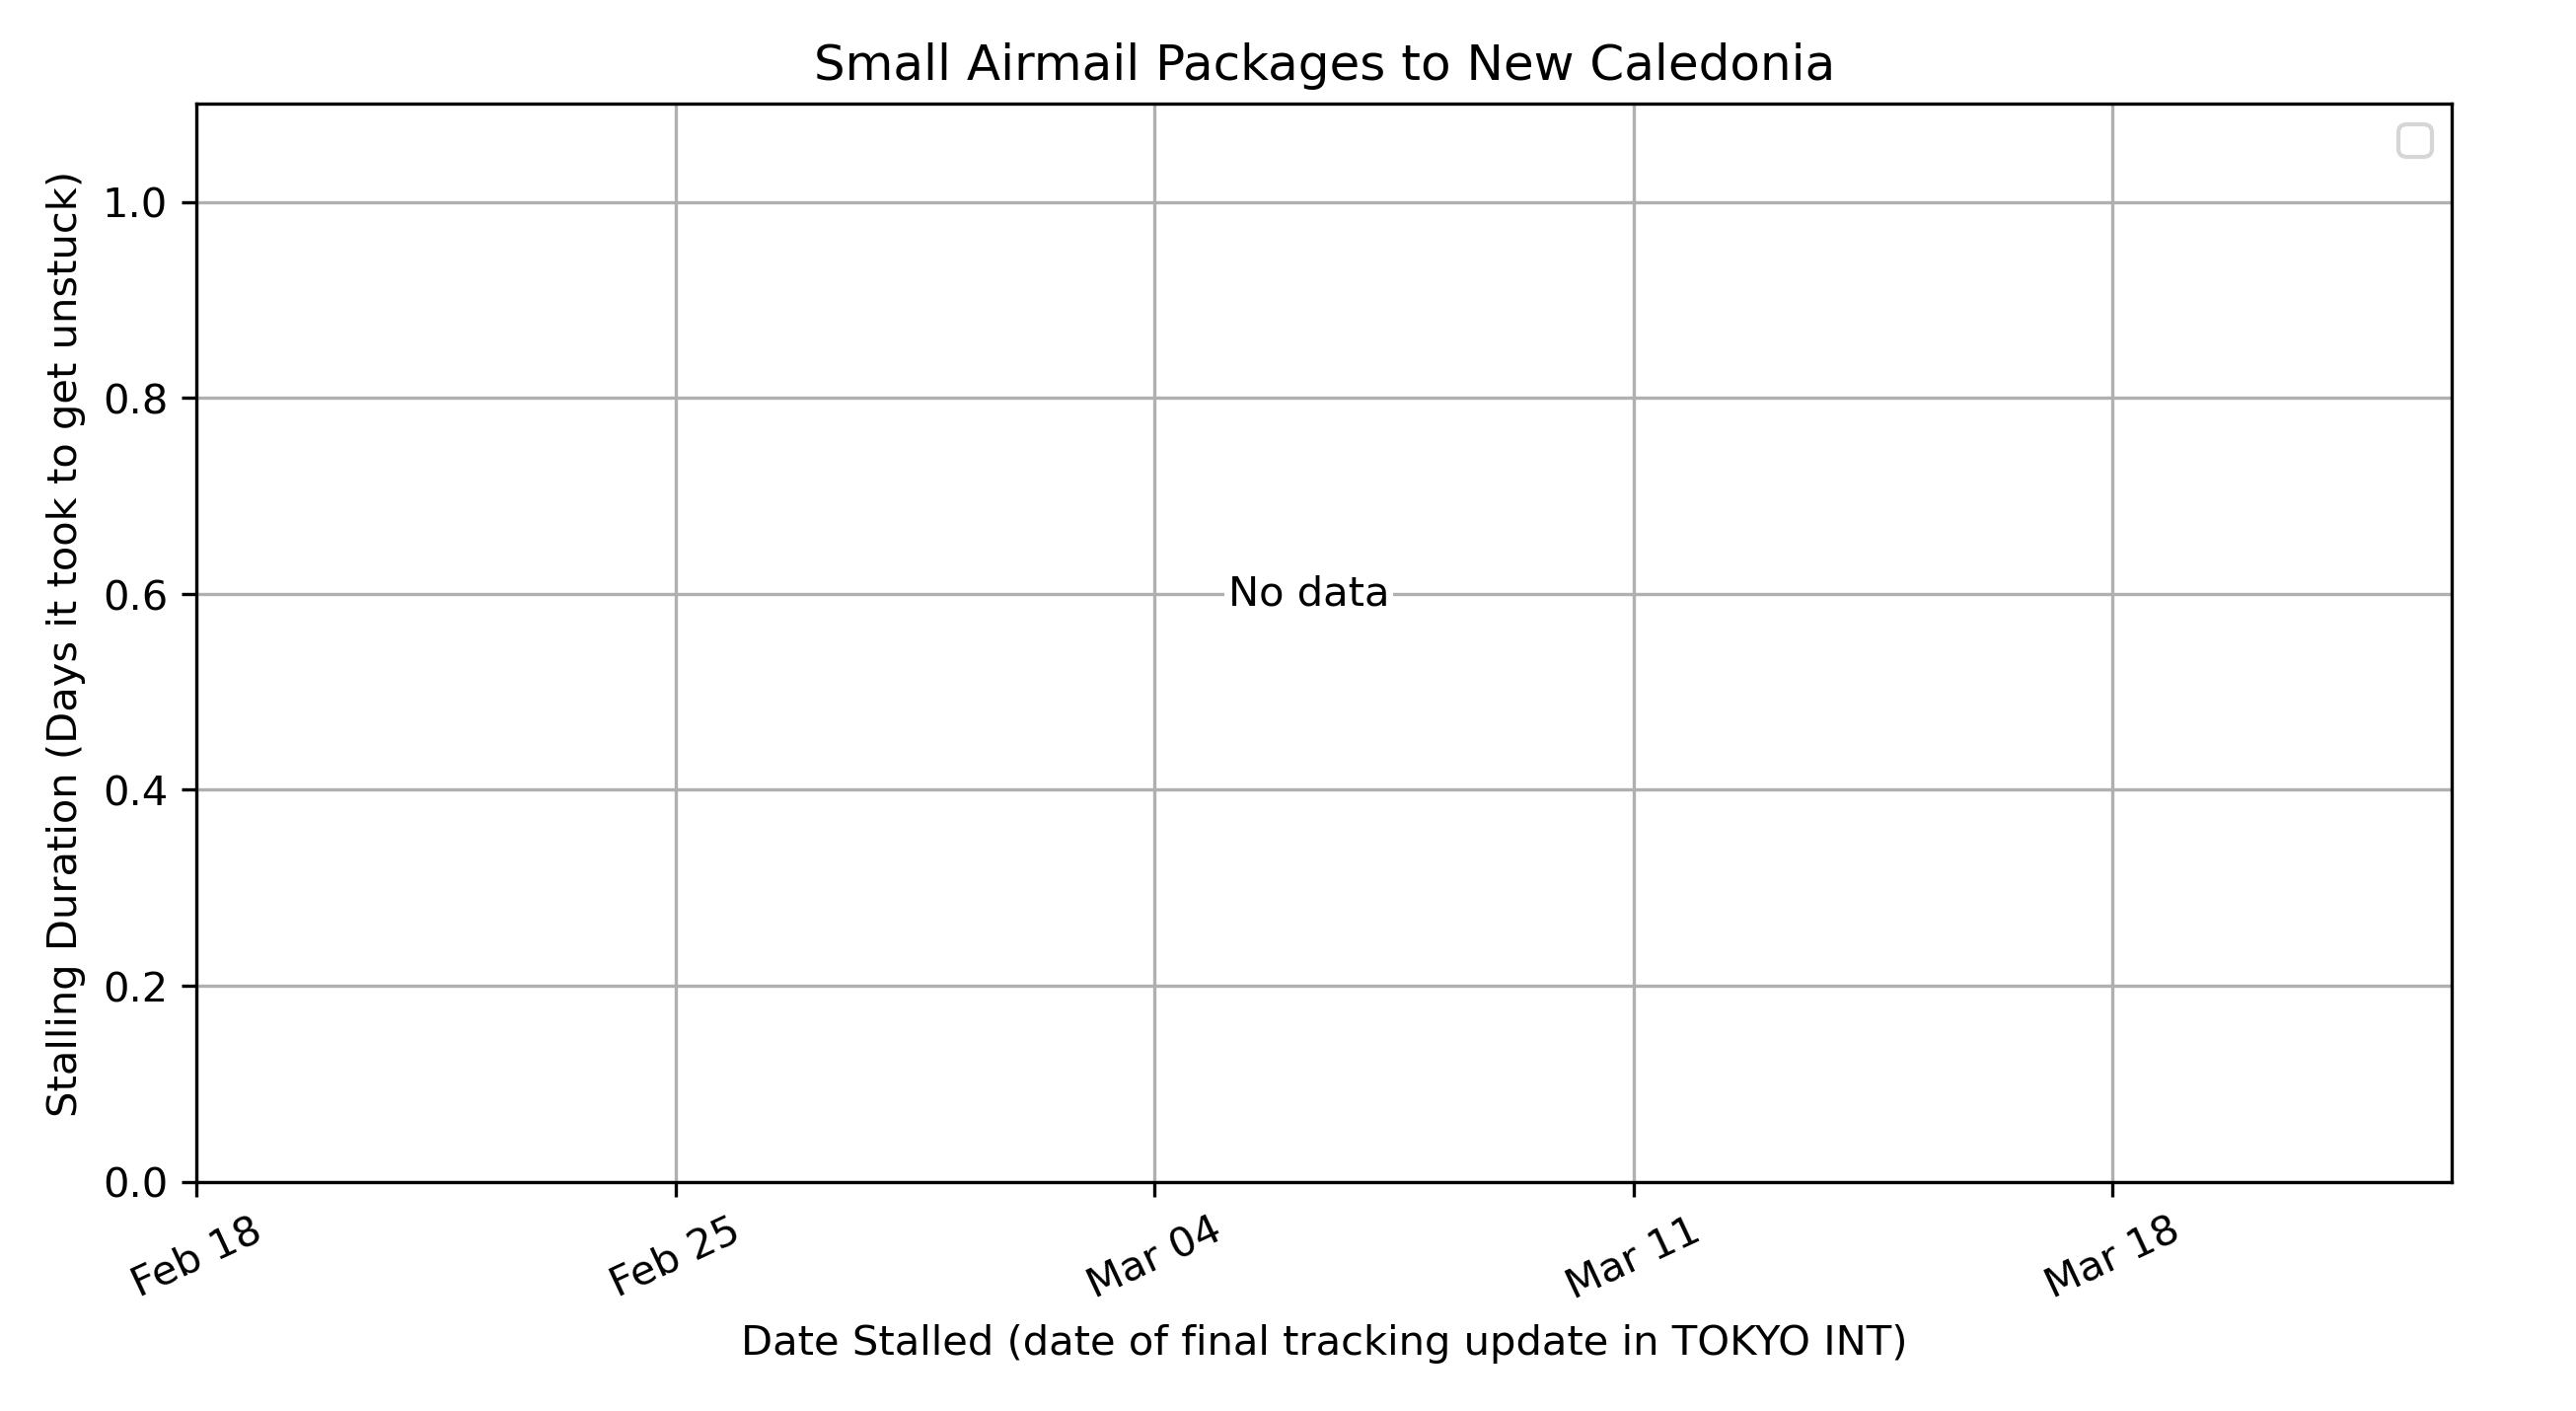 Small Airmail Packages to New Caledonia
Stalling Duration (Days it took to get unstuck)
1.0
0.8
0.6
0.4
0.2
0.0
No data
Feb 18
Feb 25
Mar 04
Mar 11
Mar 18
Date Stalled (date of final tracking update in TOKYO INT)